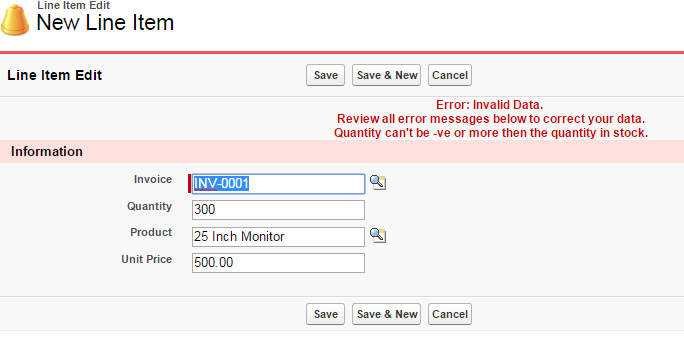 Line Item Edit
New Line Item
Line Item Edit
Save
Save & New
Cancel
Error: Invalid Data.
Review all error messages below to correct your data.
Quantity can't be -ve or more then the quantity in stock.
Information
Invoice INV-0001
Quantity 300
Product 25 Inch Monitor
Unit Price 500.00
Save
Save & New
Cancel